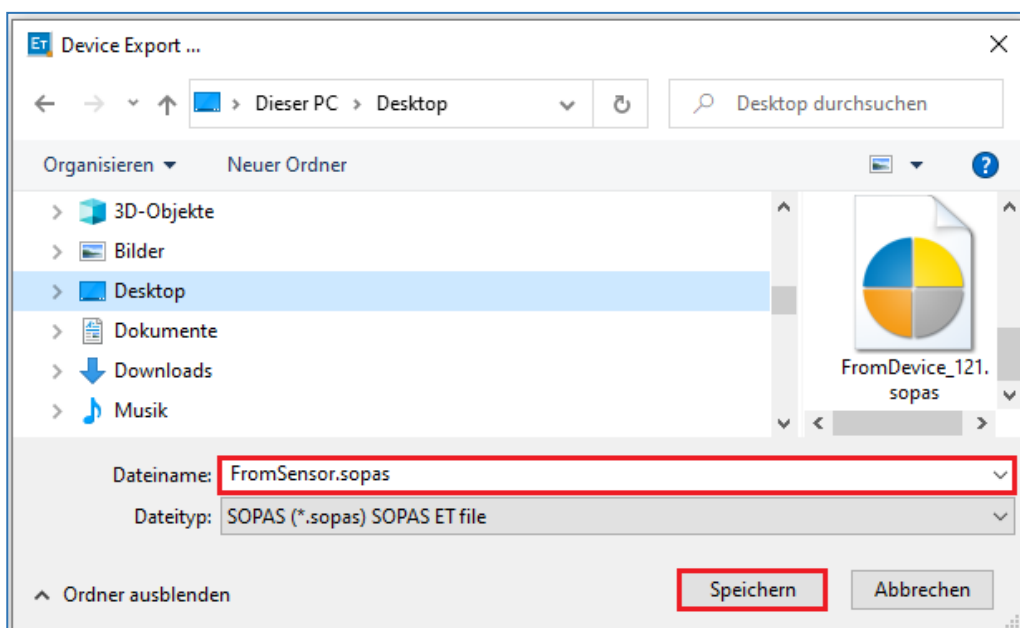 ET Device Export ...
Dieser PC > Desktop
Desktop durchsuchen
Organisieren
Neuer Ordner
?
3D-Objekte
Bilder
Desktop
Dokumente
Downloads
Musik
FromDevice_121.
sopas
Dateiname: FromSensor.sopas
Dateityp: SOPAS (*.sopas) SOPAS ET file
Ordner ausblenden
Speichern
Abbrechen